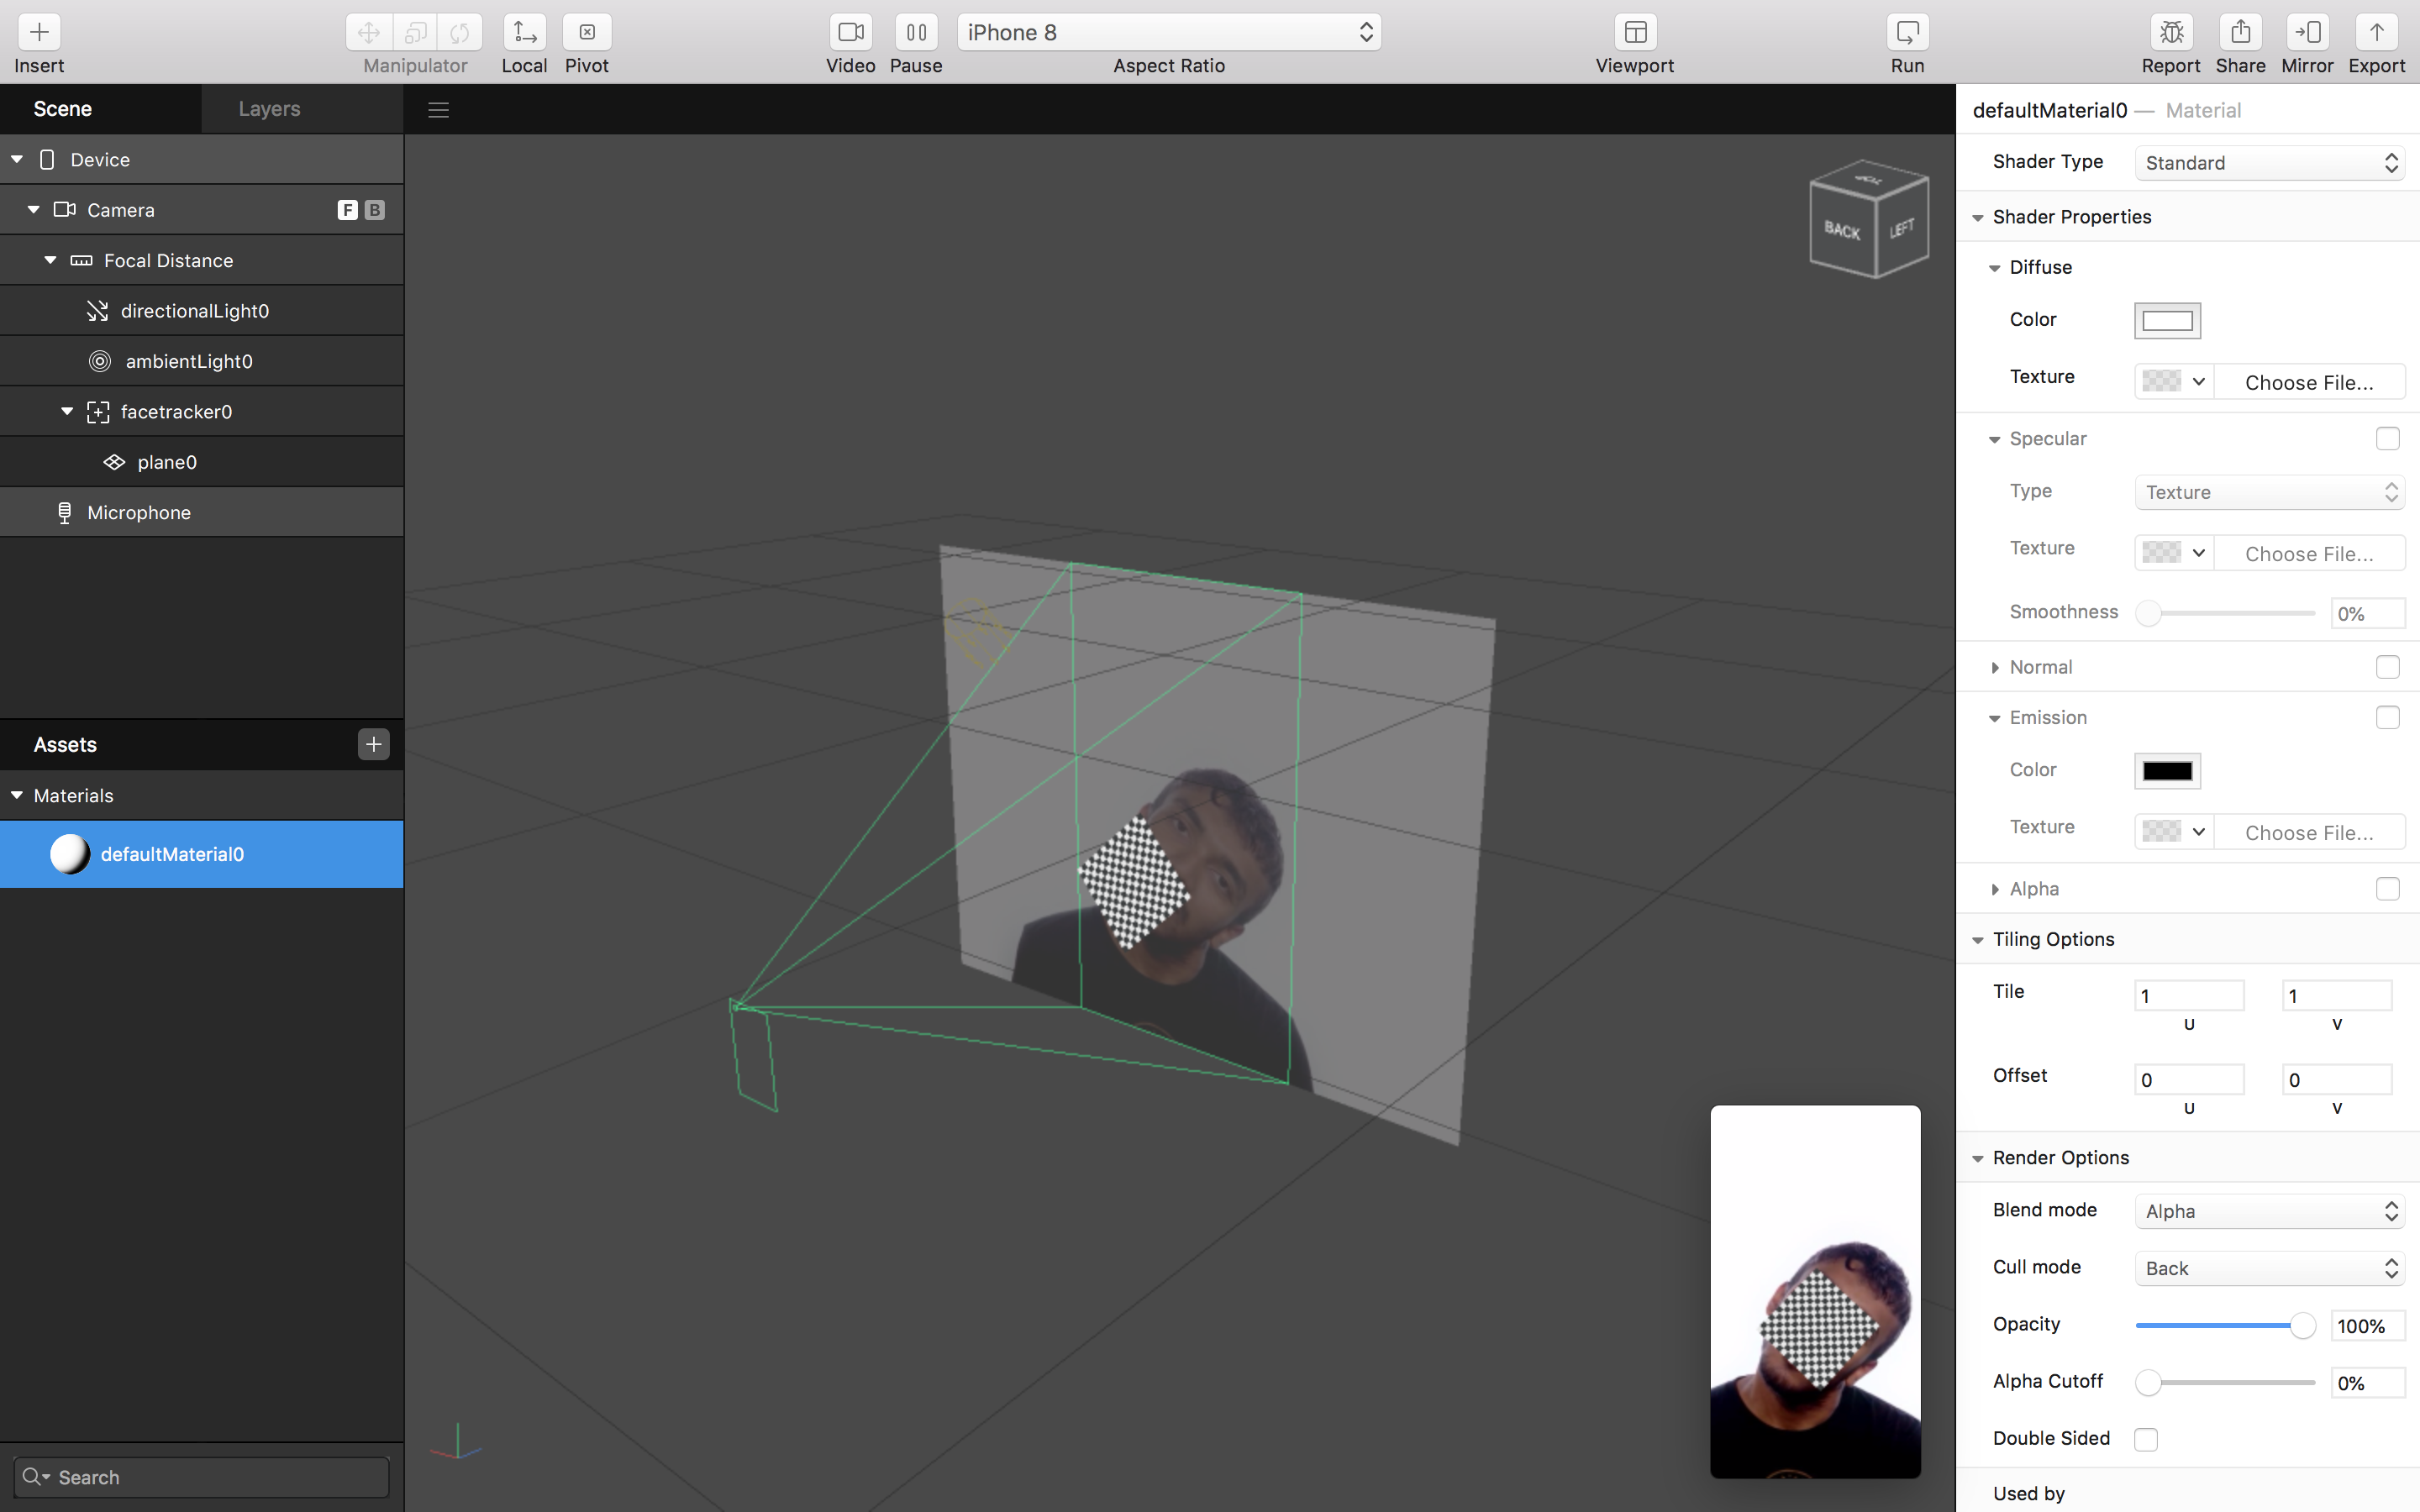 Insert
Manipulator
Local
Pivot
Video
Pause
iPhone 8
Aspect Ratio
Viewport
Run
Report
Share
Mirror
Export
Scene
Layers
Device
Camera
F
B
Focal Distance
directionalLight0
ambientLight0
facetracker0
plane0
Microphone
Assets
Materials
defaultMaterial0
Search
TOP
BACK
LEFT
defaultMaterial0 — Material
Shader Type
Standard
Shader Properties
Diffuse
Color
Texture
Choose File...
Specular
Type
Texture
Texture
Choose File...
Smoothness
0%
Normal
Emission
Color
Texture
Choose File...
Alpha
Tiling Options
Tile
1
1
U
V
Offset
0
0
U
V
Render Options
Blend mode
Alpha
Cull mode
Back
Opacity
100%
Alpha Cutoff
0%
Double Sided
Used by